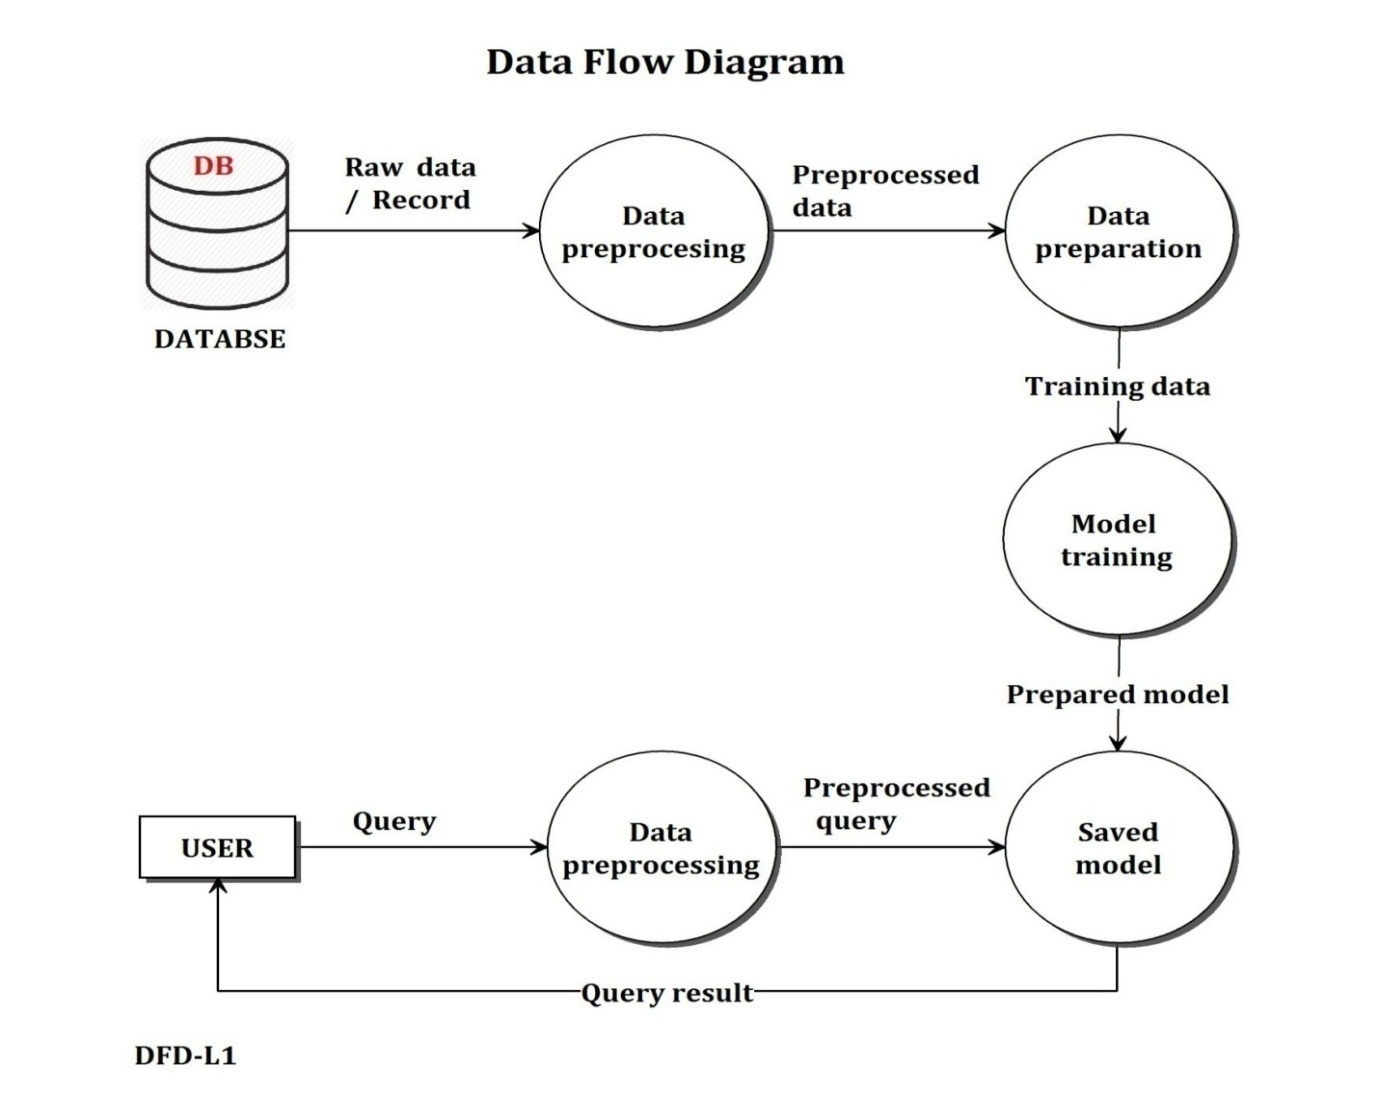 Data Flow Diagram
DB
DATABSE
Raw data
/ Record
Data
preprocesing
Preprocessed
data
Data
preparation
Training data
Model
training
Prepared model
USER
Query
Data
preprocessing
Preprocessed
query
Saved
model
Query result
DFD-L1